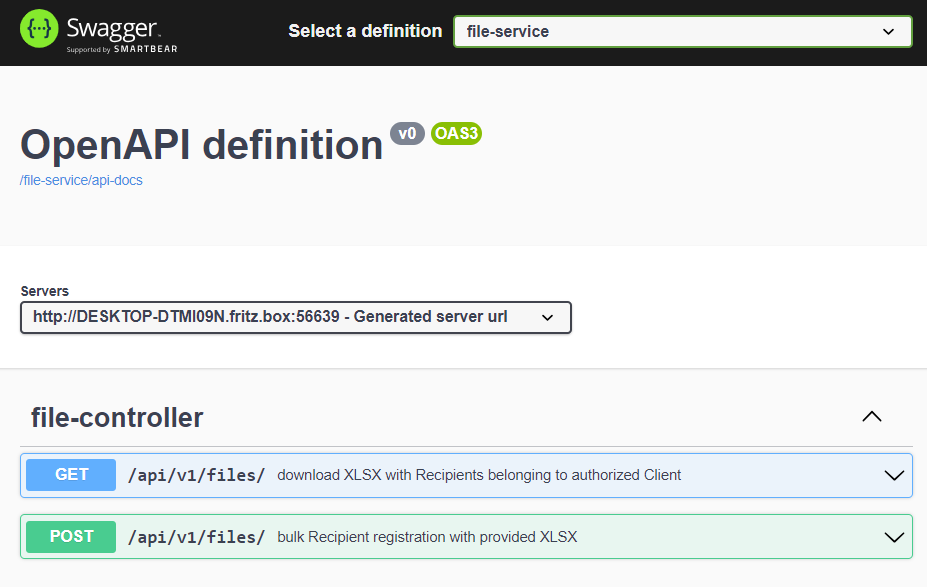 Swagger.
Supported by SMARTBEAR
Select a definition
file-service
OpenAPI definition v0 OAS3
/file-service/api-docs
Servers
http://DESKTOP-DTMI09N.fritz.box:56639 - Generated server url
file-controller
GET /api/v1/files/ download XLSX with Recipients belonging to authorized Client
POST /api/v1/files/ bulk Recipient registration with provided XLSX